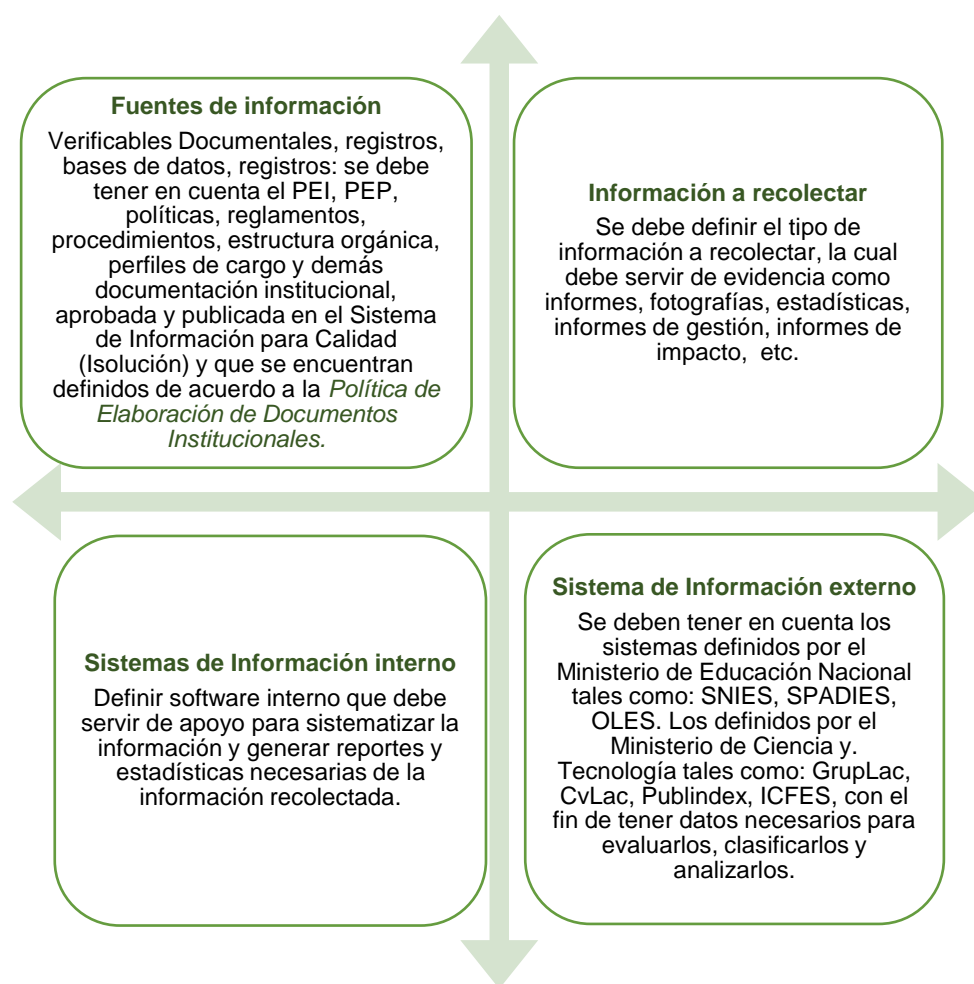 Fuentes de información
Verificables Documentales, registros,
bases de datos, registros: se debe
tener en cuenta el PEI, PEP,
políticas, reglamentos,
procedimientos, estructura orgánica,
perfiles de cargo y demás
documentación institucional,
aprobada y publicada en el Sistema
de Información para Calidad
(Isolución) y que se encuentran
definidos de acuerdo a la Política de
Elaboración de Documentos
Institucionales.
Información a recolectar
Se debe definir el tipo de
información a recolectar, la cual
debe servir de evidencia como
informes, fotografías, estadísticas,
informes de gestión, informes de
impacto, etc.
Sistemas de Información interno
Definir software interno que debe
servir de apoyo para sistematizar la
información y generar reportes y
estadísticas necesarias de la
información recolectada.
Sistema de Información externo
Se deben tener en cuenta los
sistemas definidos por el
Ministerio de Educación Nacional
tales como: SNIES, SPADIES,
OLES. Los definidos por el
Ministerio de Ciencia y.
Tecnología tales como: GrupLac,
CvLac, Publindex, ICFES, con el
fin de tener datos necesarios para
evaluarlos, clasificarlos y
analizarlos.